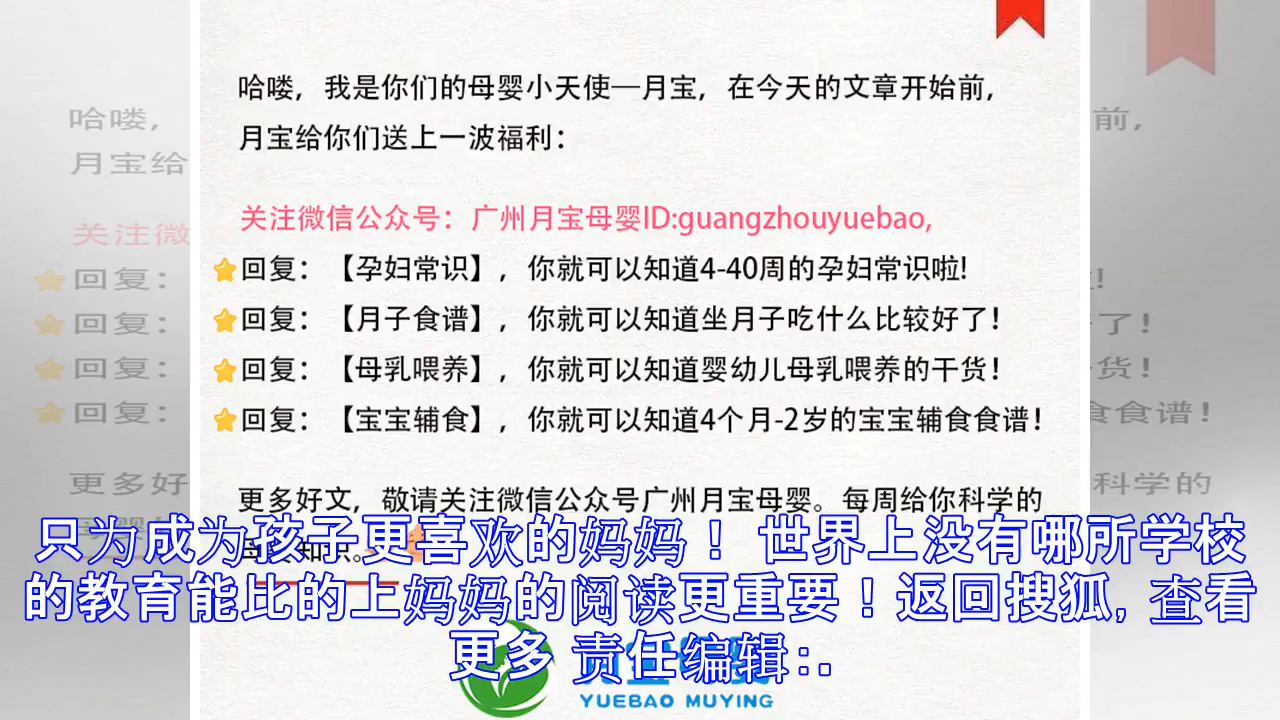 哈喽，我是你们的母婴小天使—月宝，在今天的文章开始前，
月宝给你们送上一波福利：
关注微信公众号：广州月宝母婴ID:guangzhouyuebao,
回复：【孕妇常识】，你就可以知道4-40周的孕妇常识啦!
回复：【月子食谱】，你就可以知道坐月子吃什么比较好了！
回复：【母乳喂养】，你就可以知道婴幼儿母乳喂养的干货！
回复：【宝宝辅食】，你就可以知道4个月-2岁的宝宝辅食食谱！
更多好文，敬请关注微信公众号广州月宝母婴。每周给你科学的
知识。
只为成为孩子更喜欢的妈妈！ 世界上没有哪所学校
的教育能比的上妈妈的阅读更重要！返回搜狐, 查看
更多 责任编辑:.
YUEBAO MUYING